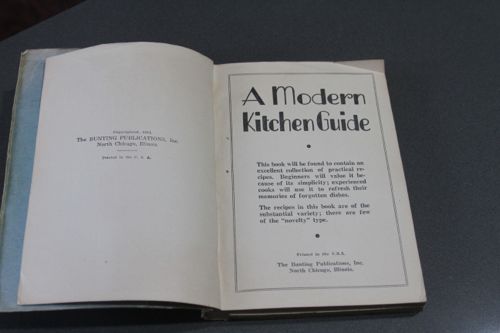 The BUNTING PUBLICATIONS, Inc.
North Chicago, Illinois
Printed in the U. S. A.
A Modern
Kitchen Guide
This book will be found to contain an
excellent collection of practical re-
cipes. Beginners will value it be-
cause of its simplicity; experienced
cooks will use it to refresh their
memories of forgotten dishes.
The recipes in this book are of the
substantial variety; there are few
of the "novelty" type.
Printed in the U.S.A.
The Bunting Publications, Inc.
North Chicago, Illinois.